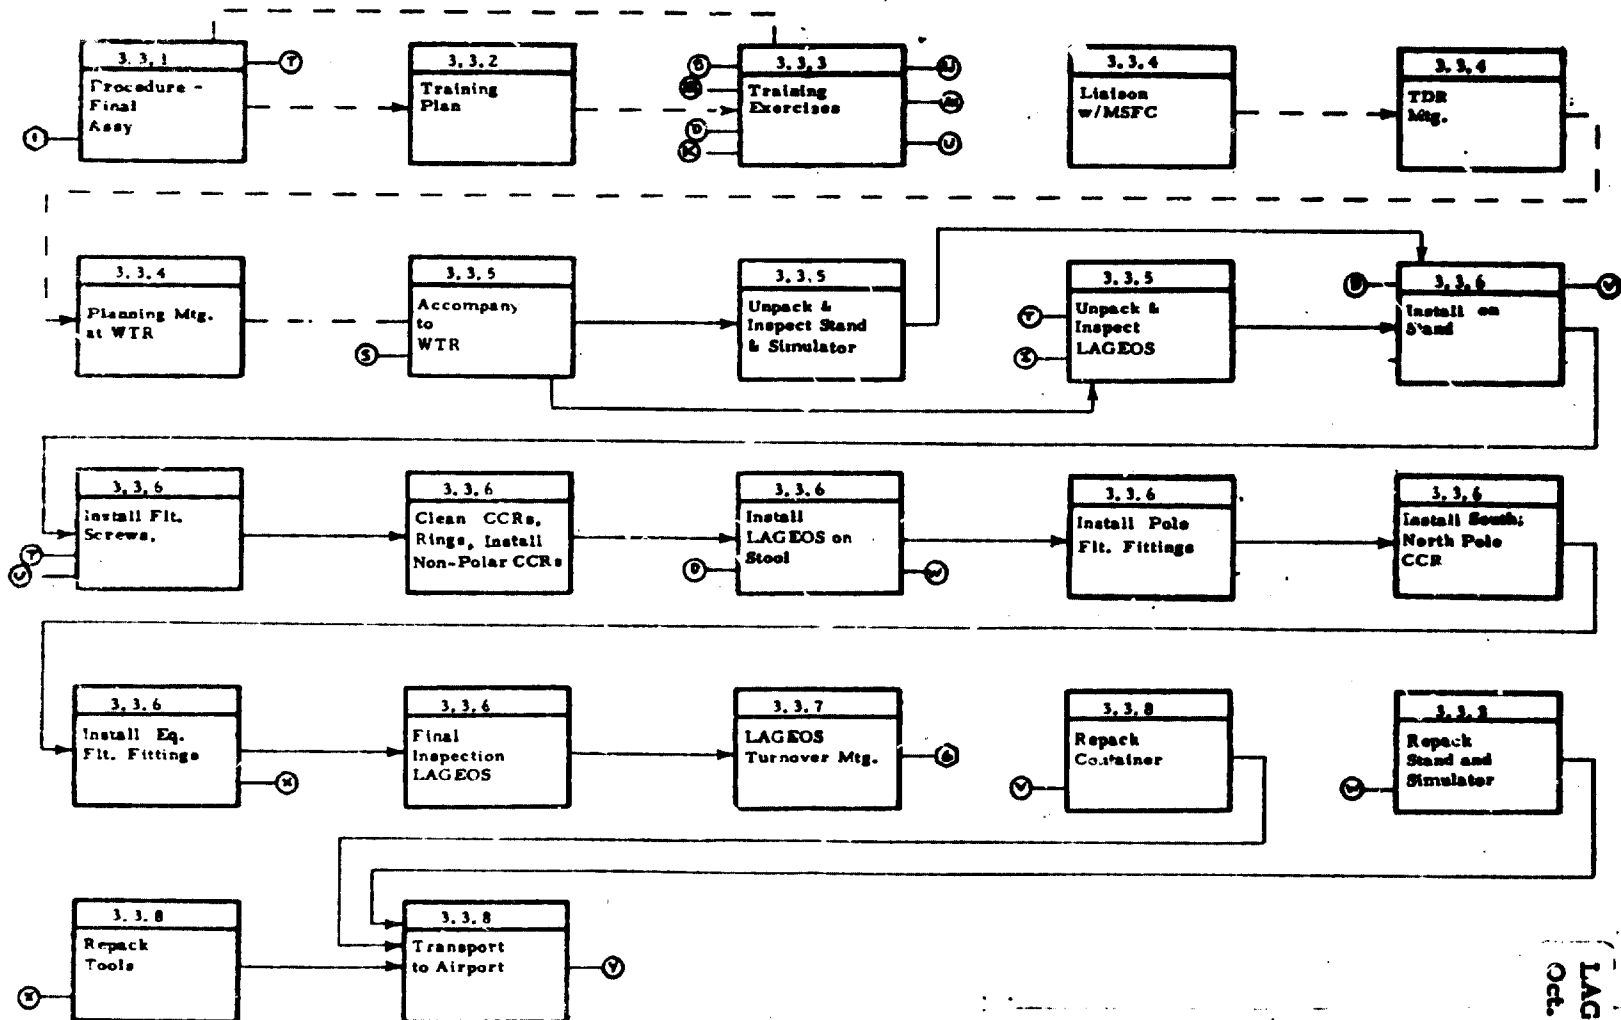 3.3.1
Procedure -
Final
Assy
T
3.3.2
Training
Plan
3.3.3
Training
Exercises
D
3.3.4
Liaison
w/MSFC
3.3.4
TDR
Mtg.
3.3.4
Planning Mtg.
at WTR
3.3.5
Accompany
to
WTR
S
3.3.5
Unpack &
Inspect Stand
& Simulator
3.3.5
Unpack &
Inspect
LAGEOS
T
3.3.6
Install on
Stand
V
3.3.6
Install Flt.
Screws.
T
3.3.6
Clean CCRs,
Rings, Install
Non-Polar CCRs
3.3.6
Install
LAGEOS on
Stool
D
W
3.3.6
Install Pole
Flt. Fittings
3.3.6
Install South;
North Pole
CCR
3.3.6
Install Eq.
Flt. Fittings
X
3.3.6
Final
Inspection
LAGEOS
3.3.7
LAGEOS
Turnover Mtg.
3.3.8
Repack
Container
V
Repack
Stand and
Simulator
W
3.3.8
Repack
Tools
X
3.3.8
Transport
to Airport
Y
LAG
Oct.